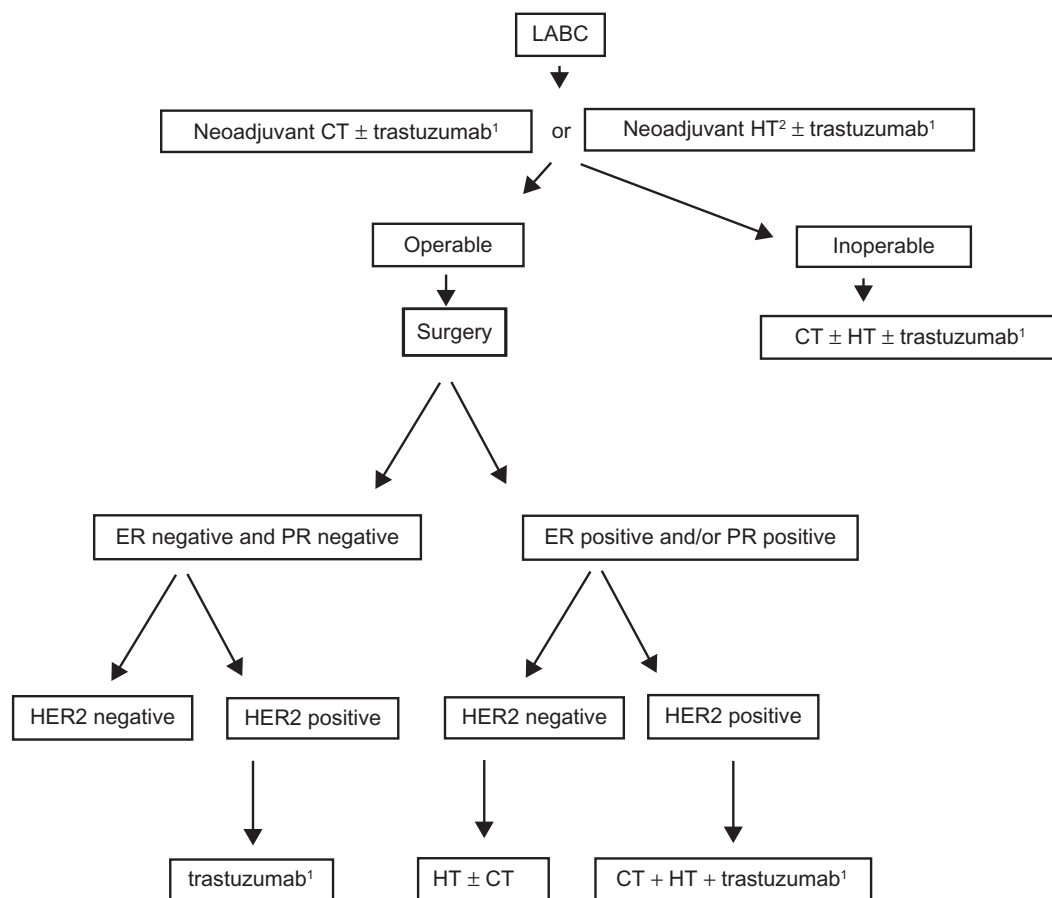 LABC
Neoadjuvant CT ± trastuzumab¹ or Neoadjuvant HT² ± trastuzumab¹
Operable
Inoperable
Surgery
CT ± HT ± trastuzumab¹
ER negative and PR negative
ER positive and/or PR positive
HER2 negative
HER2 positive
HER2 negative
HER2 positive
trastuzumab¹
HT ± CT
CT + HT + trastuzumab¹